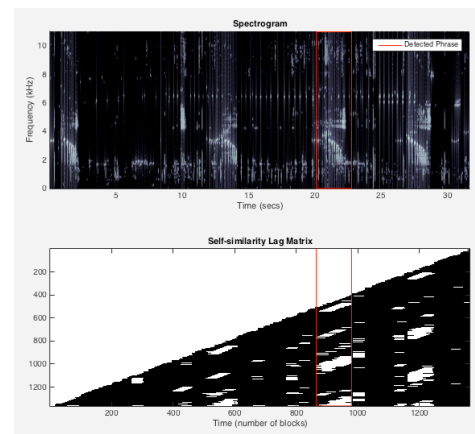 Spectrogram
Detected Phrase
Frequency (kHz)
10
8
6
4
2
0
5 10 15 20 25 30
Time (secs)
Self-similarity Lag Matrix
200
400
600
800
1000
1200
200 400 600 800 1000 1200
Time (number of blocks)